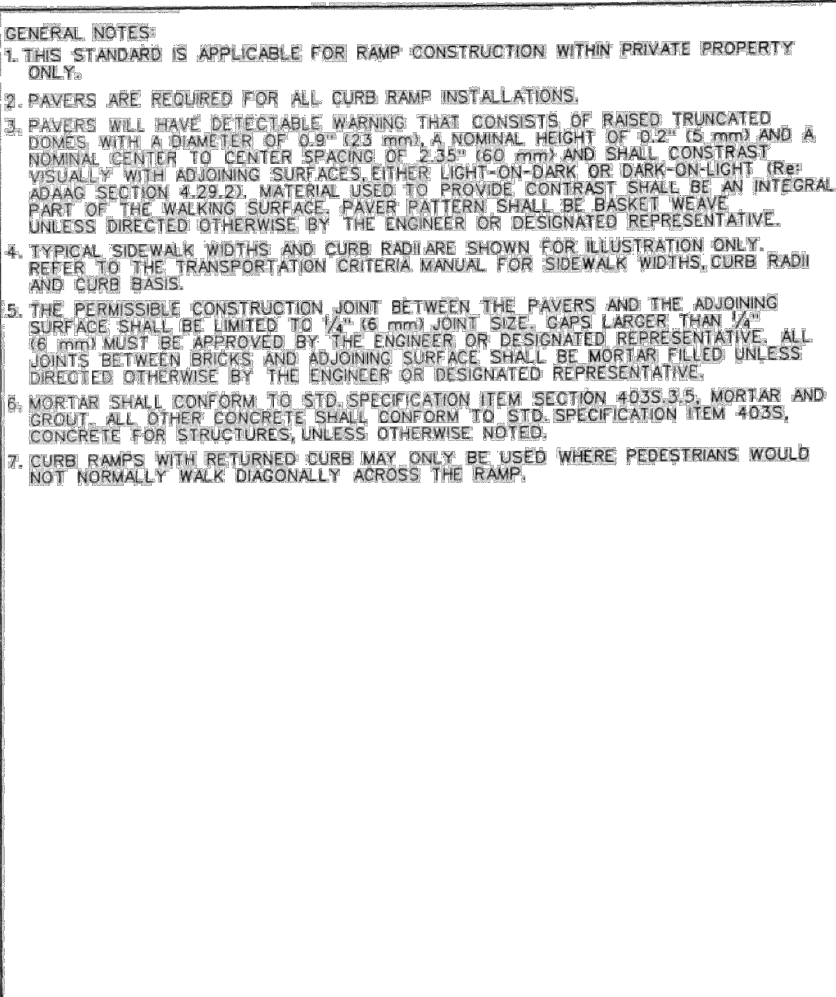 GENERAL NOTES:
1. THIS STANDARD IS APPLICABLE FOR RAMP CONSTRUCTION WITHIN PRIVATE PROPERTY
ONLY.
2. PAVERS ARE REQUIRED FOR ALL CURB RAMP INSTALLATIONS.
3. PAVERS WILL HAVE DETECTABLE WARNING THAT CONSISTS OF RAISED TRUNCATED
DOMES WITH A DIAMETER OF 0.9" (23 mm), A NOMINAL HEIGHT OF 0.2" (5 mm) AND A
NOMINAL CENTER TO CENTER SPACING OF 2.35" (60 mm) AND SHALL CONSTRAST
VISUALLY WITH ADJOINING SURFACES, EITHER LIGHT-ON-DARK OR DARK-ON-LIGHT (Re:
ADAAG SECTION 4.29.2). MATERIAL USED TO PROVIDE CONTRAST SHALL BE AN INTEGRAL
PART OF THE WALKING SURFACE. PAVER PATTERN SHALL BE BASKET WEAVE
UNLESS DIRECTED OTHERWISE BY THE ENGINEER OR DESIGNATED REPRESENTATIVE.
4. TYPICAL SIDEWALK WIDTHS AND CURB RADII ARE SHOWN FOR ILLUSTRATION ONLY.
REFER TO THE TRANSPORTATION CRITERIA MANUAL FOR SIDEWALK WIDTHS, CURB RADII
AND CURB BASIS.
5. THE PERMISSIBLE CONSTRUCTION JOINT BETWEEN THE PAVERS AND THE ADJOINING
SURFACE SHALL BE LIMITED TO 1/4" (6 mm) JOINT SIZE. GAPS LARGER THAN 1/4"
(6 mm) MUST BE APPROVED BY THE ENGINEER OR DESIGNATED REPRESENTATIVE. ALL
JOINTS BETWEEN BRICKS AND ADJOINING SURFACE SHALL BE MORTAR FILLED UNLESS
DIRECTED OTHERWISE BY THE ENGINEER OR DESIGNATED REPRESENTATIVE.
6. MORTAR SHALL CONFORM TO STD. SPECIFICATION ITEM SECTION 403S.3.5, MORTAR AND
GROUT. ALL OTHER CONCRETE SHALL CONFORM TO STD. SPECIFICATION ITEM 403S,
CONCRETE FOR STRUCTURES, UNLESS OTHERWISE NOTED.
7. CURB RAMPS WITH RETURNED CURB MAY ONLY BE USED WHERE PEDESTRIANS WOULD
NOT NORMALLY WALK DIAGONALLY ACROSS THE RAMP.